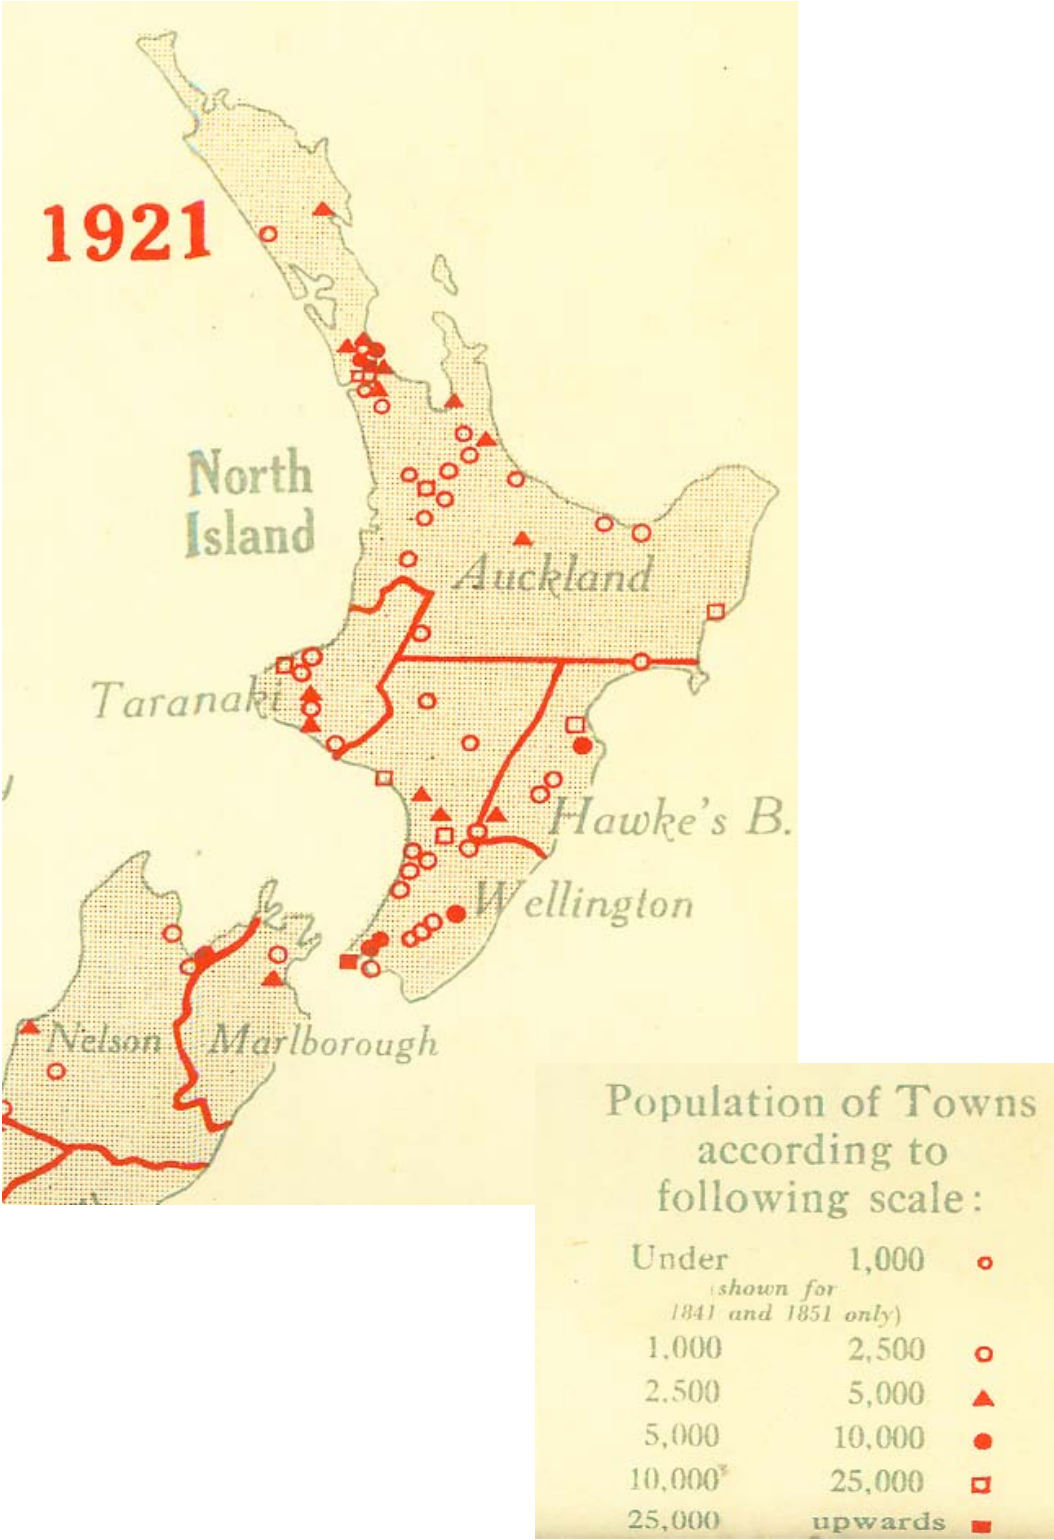 1921
North
Island
Auckland
Taranaki
Hawke's B.
Wellington
Nelson
Marlborough
Population of Towns
according to
following scale:
Under 1,000
(shown for
1841 and 1851 only)
1.000 2,500
2.500 5,000
5,000 10,000
10,000 25,000
25,000 upwards